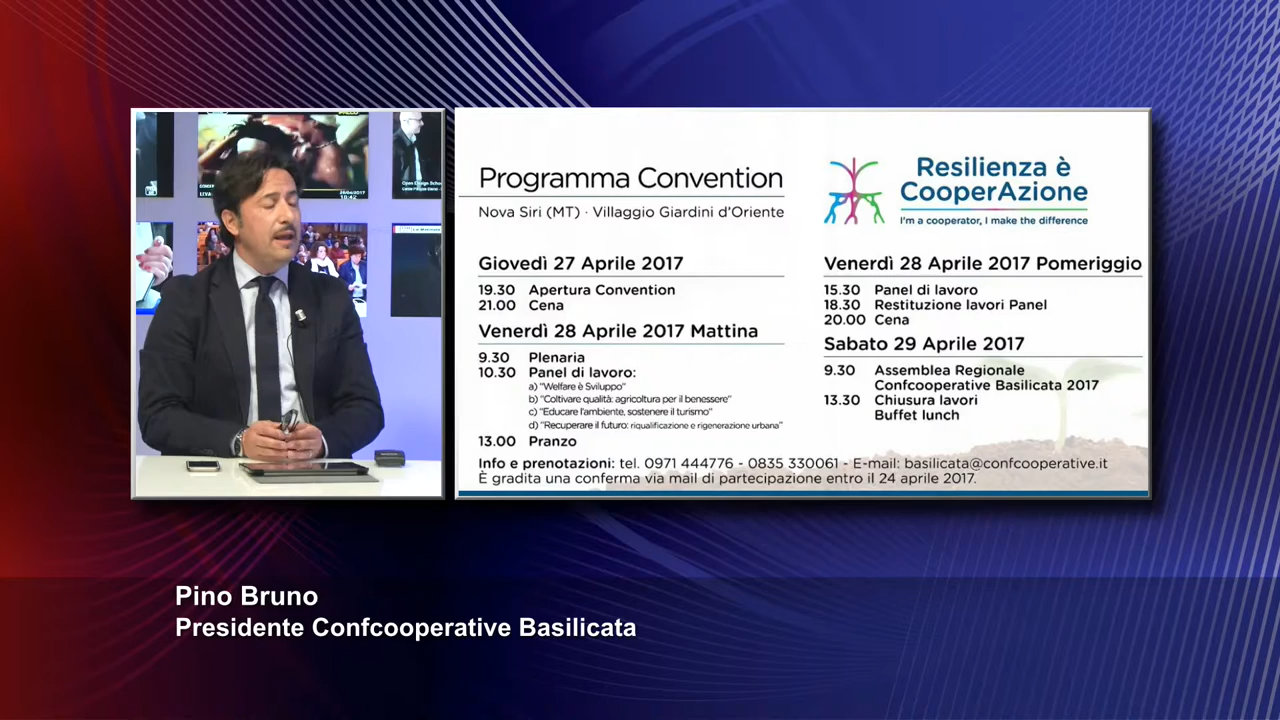 Programma Convention
Nova Siri (MT) · Villaggio Giardini d'Oriente
Resilienza è
CooperAzione
I'm a cooperator, I make the difference
Giovedì 27 Aprile 2017
19.30 Apertura Convention
21.00 Cena
Venerdì 28 Aprile 2017 Mattina
9.30 Plenaria
10.30 Panel di lavoro:
a) "Welfare è Sviluppo"
b) "Coltivare qualità: agricoltura per il benessere"
c) "Educare l'ambiente, sostenere il turismo"
d) "Recuperare il futuro: riqualificazione e rigenerazione urbana"
13.00 Pranzo
Venerdì 28 Aprile 2017 Pomeriggio
15.30 Panel di lavoro
18.30 Restituzione lavori Panel
20.00 Cena
Sabato 29 Aprile 2017
9.30 Assemblea Regionale
Confcooperative Basilicata 2017
13.30 Chiusura lavori
Buffet lunch
Info e prenotazioni: tel. 0971 444776 - 0835 330061 - E-mail: basilicata@confcooperative.it
È gradita una conferma via mail di partecipazione entro il 24 aprile 2017.
Pino Bruno
Presidente Confcooperative Basilicata